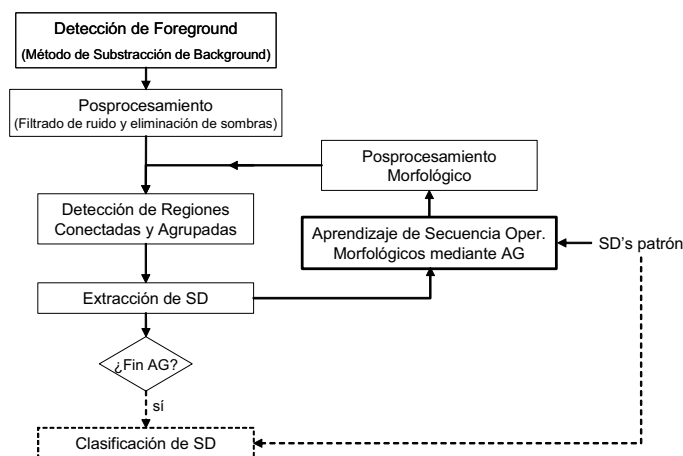 Detección de Foreground
(Método de Substracción de Background)
Posprocesamiento
(Filtrado de ruido y eliminación de sombras)
Posprocesamiento
Morfológico
Detección de Regiones
Conectadas y Agrupadas
Aprendizaje de Secuencia Oper.
Morfológicos mediante AG
SD's patrón
Extracción de SD
¿Fin AG?
sí
Clasificación de SD